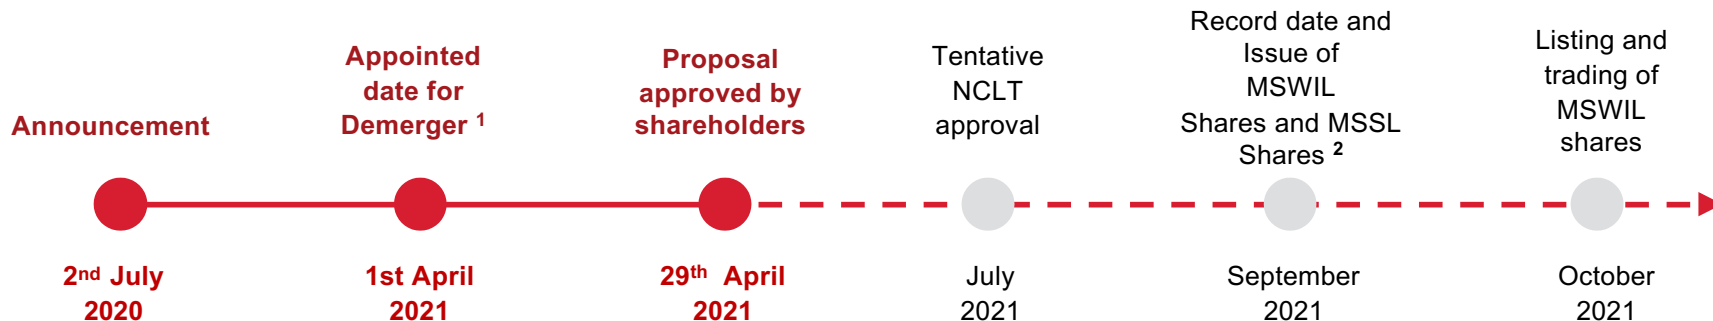 Announcement
Appointed
date for
Demerger 1
Proposal
approved by
shareholders
Tentative
NCLT
approval
Record date and
Issue of
MSWIL
Shares and MSSL
Shares 2
Listing and
trading of
MSWIL
shares
2nd July
2020
1st April
2021
29th April
2021
July
2021
September
2021
October
2021